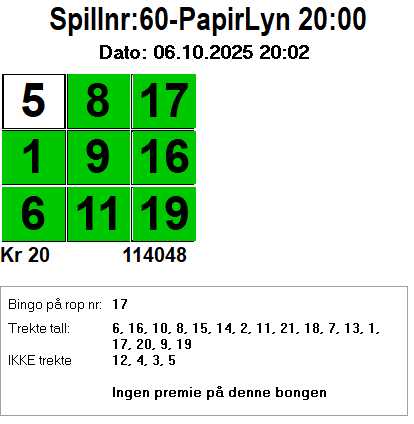 Spillnr:60-PapirLyn 20:00
Dato: 06.10.2025 20:02
5 8 17
1 9 16
6 11 19
Kr 20 114048
Bingo på rop nr: 17
Trekte tall: 6, 16, 10, 8, 15, 14, 2, 11, 21, 18, 7, 13, 1,
17, 20, 9, 19
IKKE trekte 12, 4, 3, 5
Ingen premie på denne bongen